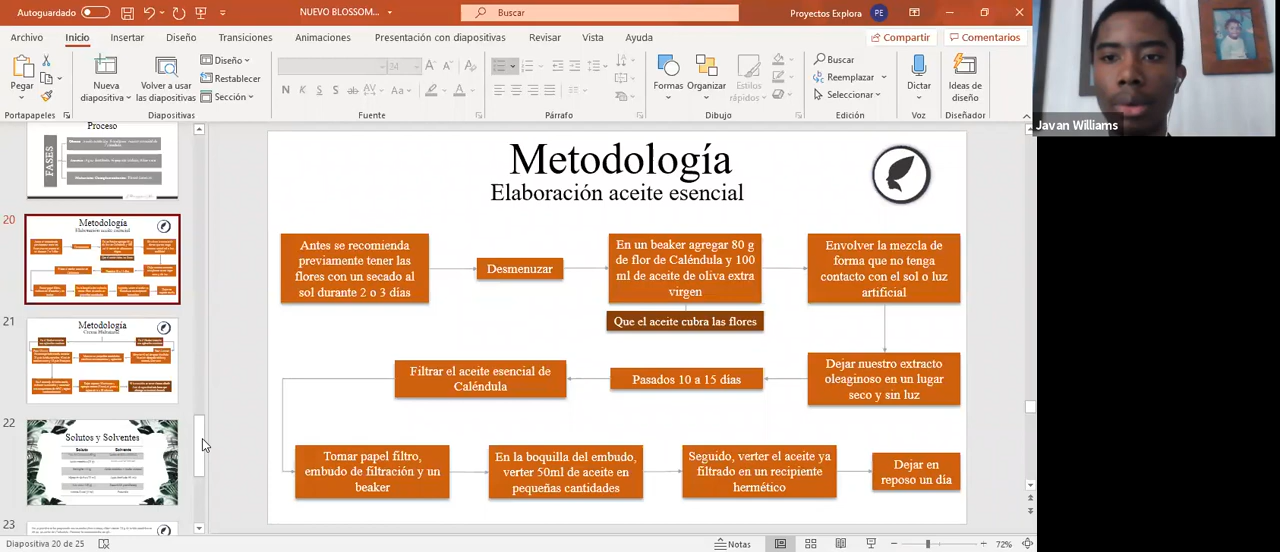 Autoguardado
NUEVO BLOSSOM...
Buscar
Proyectos Explora
PE
Archivo
Inicio
Insertar
Diseño
Transiciones
Animaciones
Presentación con diapositivas
Revisar
Vista
Ayuda
Compartir
Comentarios
Pegar
Nueva
diapositiva
Volver a usar
las diapositivas
Diseño
Restablecer
Sección
34
N K S S ab AV Aa
Formas
Organizar
Estilos
rápidos
Buscar
Reemplazar
Seleccionar
Dictar
Ideas de
diseño
Portapapeles
Diapositivas
Fuente
Párrafo
Dibujo
Edición
Voz
Diseñador
Javan Williams
Proceso
FASES
20
Metodología
Elaboración aceite esencial
21
Metodología
22
Solutos y Solventes
Soluto
Solvente
23
Metodología
Elaboración aceite esencial
Antes se recomienda
previamente tener las
flores con un secado al
sol durante 2 o 3 días
Desmenuzar
En un beaker agregar 80 g
de flor de Caléndula y 100
ml de aceite de oliva extra
virgen
Que el aceite cubra las flores
Envolver la mezcla de
forma que no tenga
contacto con el sol o luz
artificial
Dejar nuestro extracto
oleaginoso en un lugar
seco y sin luz
Pasados 10 a 15 días
Filtrar el aceite esencial de
Caléndula
Tomar papel filtro,
embudo de filtración y un
beaker
En la boquilla del embudo,
verter 50ml de aceite en
pequeñas cantidades
Seguido, verter el aceite ya
filtrado en un recipiente
hermético
Dejar en
reposo un día
Diapositiva 20 de 25
Notas
72%